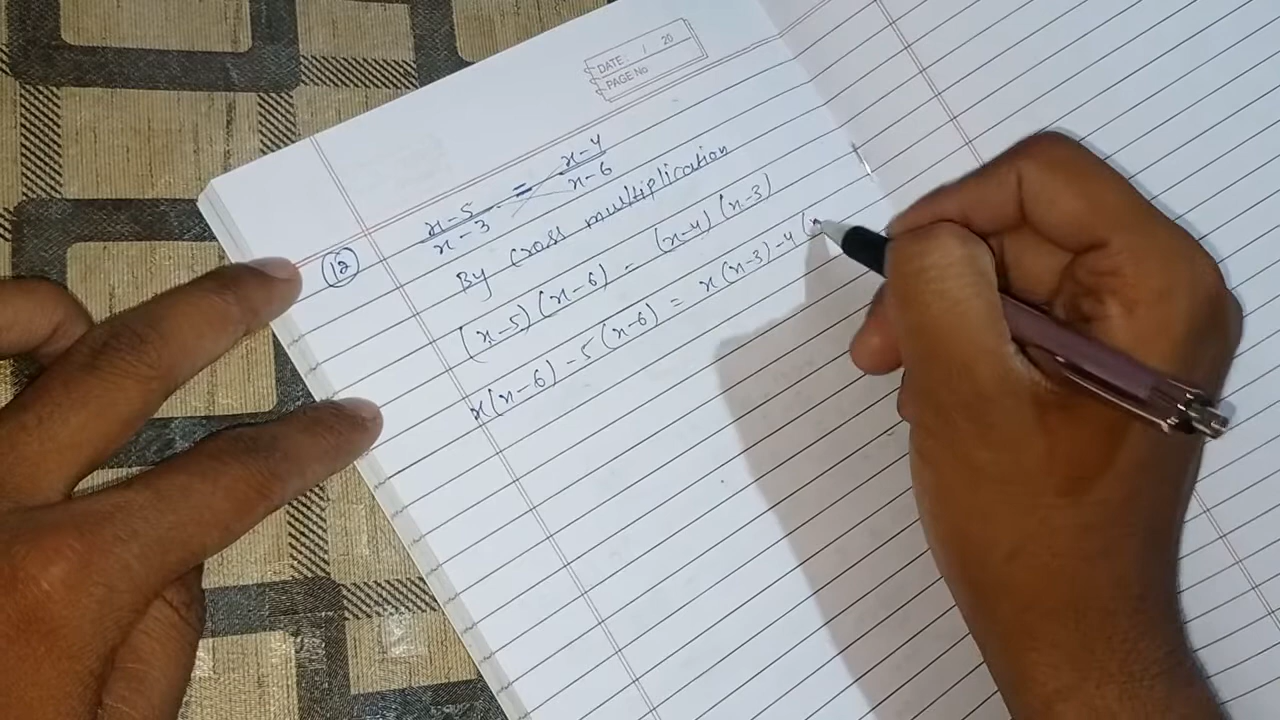 DATE: / 20
PAGE No
(12) x-5/x-3 = x-4/x-6
By cross multiplication
(x-5)(x-6) = (x-4)(x-3)
x(x-6)-5(x-6) = x(x-3)-4(x